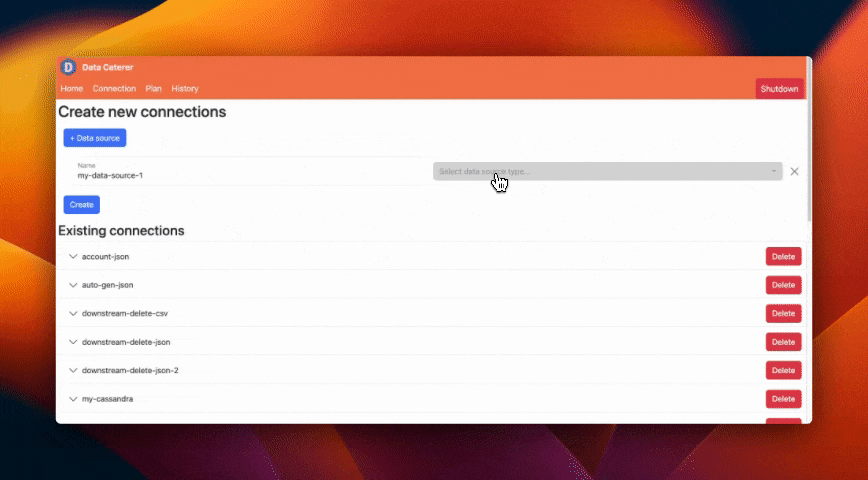 D Data Caterer
Home Connection Plan History Shutdown
Create new connections
+ Data source
Name
my-data-source-1
Select data source type...
Create
Existing connections
account-json Delete
auto-gen-json Delete
downstream-delete-csv Delete
downstream-delete-json Delete
downstream-delete-json-2 Delete
my-cassandra Delete